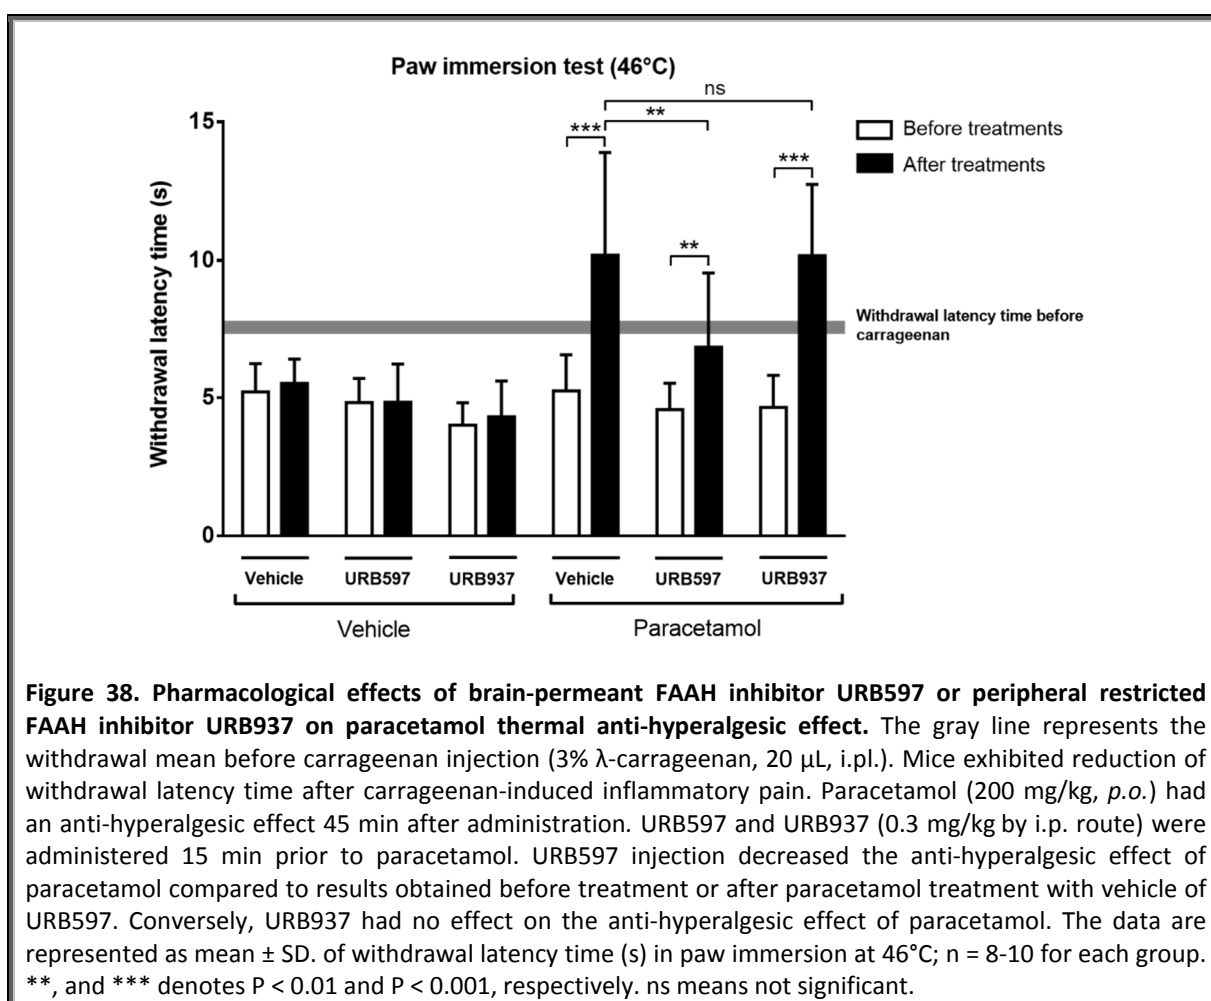 Paw immersion test (46°C)
ns
***
**
15
Before treatments
After treatments
***
**
10
Withdrawal latency time (s)
Withdrawal latency time before
carrageenan
5
0
Vehicle URB597 URB937 Vehicle URB597 URB937
Vehicle Paracetamol
Figure 38. Pharmacological effects of brain-permeant FAAH inhibitor URB597 or peripheral restricted
FAAH inhibitor URB937 on paracetamol thermal anti-hyperalgesic effect. The gray line represents the
withdrawal mean before carrageenan injection (3% λ-carrageenan, 20 µL, i.pl.). Mice exhibited reduction of
withdrawal latency time after carrageenan-induced inflammatory pain. Paracetamol (200 mg/kg, p.o.) had
an anti-hyperalgesic effect 45 min after administration. URB597 and URB937 (0.3 mg/kg by i.p. route) were
administered 15 min prior to paracetamol. URB597 injection decreased the anti-hyperalgesic effect of
paracetamol compared to results obtained before treatment or after paracetamol treatment with vehicle of
URB597. Conversely, URB937 had no effect on the anti-hyperalgesic effect of paracetamol. The data are
represented as mean ± SD. of withdrawal latency time (s) in paw immersion at 46°C; n = 8-10 for each group.
**, and *** denotes P < 0.01 and P < 0.001, respectively. ns means not significant.